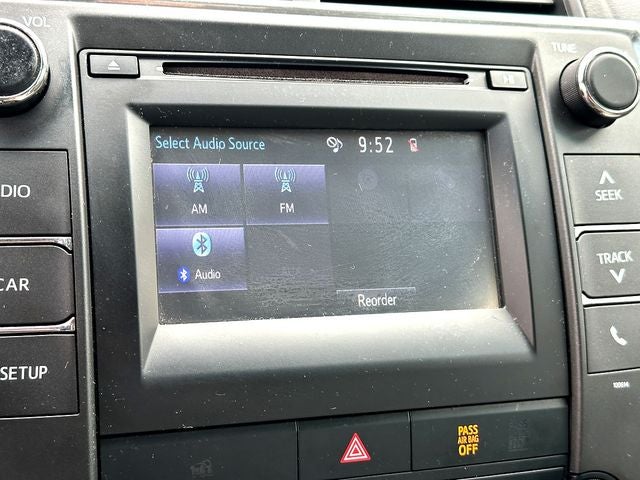 VOL
TUNE
Select Audio Source
9:52
AM
FM
Audio
Reorder
DIO
CAR
SETUP
SEEK
TRACK
PASS
AIR BAG
OFF